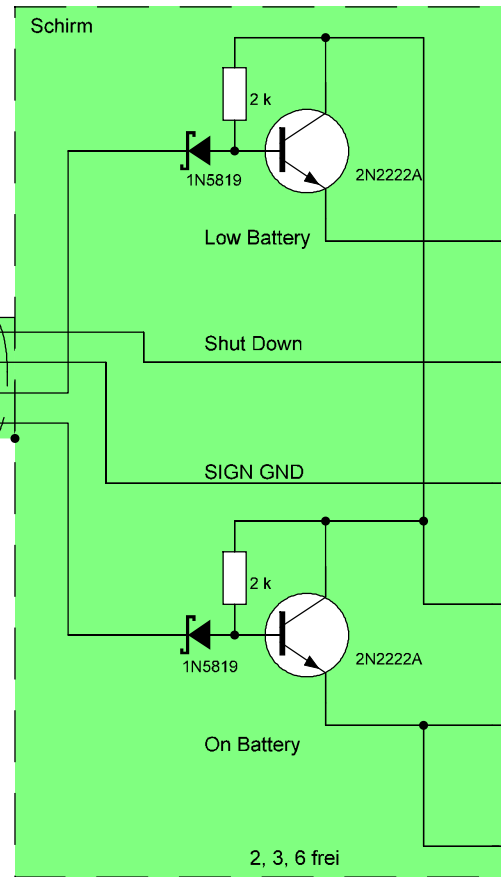 Schirm
2 k
1N5819
2N2222A
Low Battery
Shut Down
SIGN GND
2 k
1N5819
2N2222A
On Battery
2, 3, 6 frei